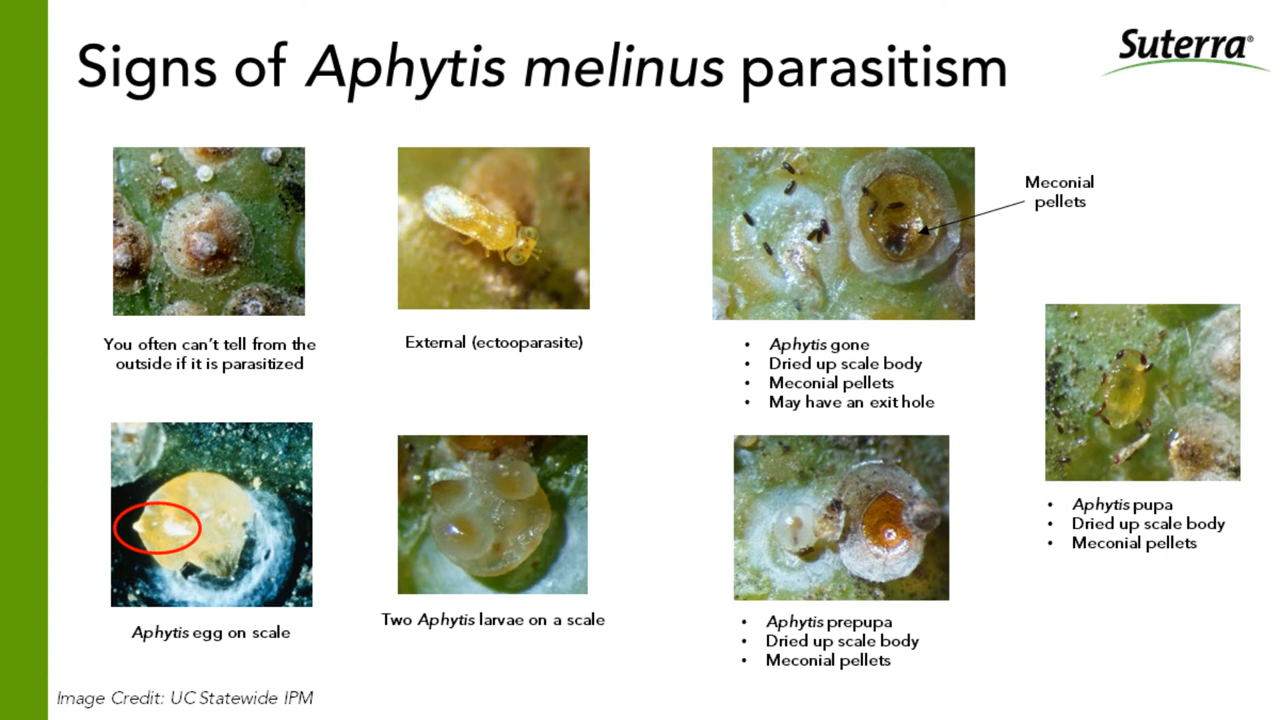 Signs of Aphytis melinus parasitism
Suterra®
You often can't tell from the
outside if it is parasitized
External (ectooparasite)
Meconial
pellets
• Aphytis gone
• Dried up scale body
• Meconial pellets
• May have an exit hole
Aphytis egg on scale
Two Aphytis larvae on a scale
• Aphytis prepupa
• Dried up scale body
• Meconial pellets
• Aphytis pupa
• Dried up scale body
• Meconial pellets
Image Credit: UC Statewide IPM